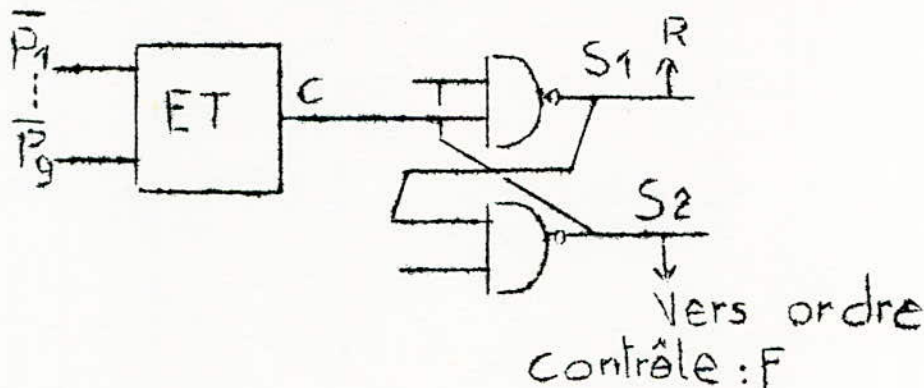 P̅1
P̅9
ET
C
S1
R
S2
Vers ordre
contrôle : F